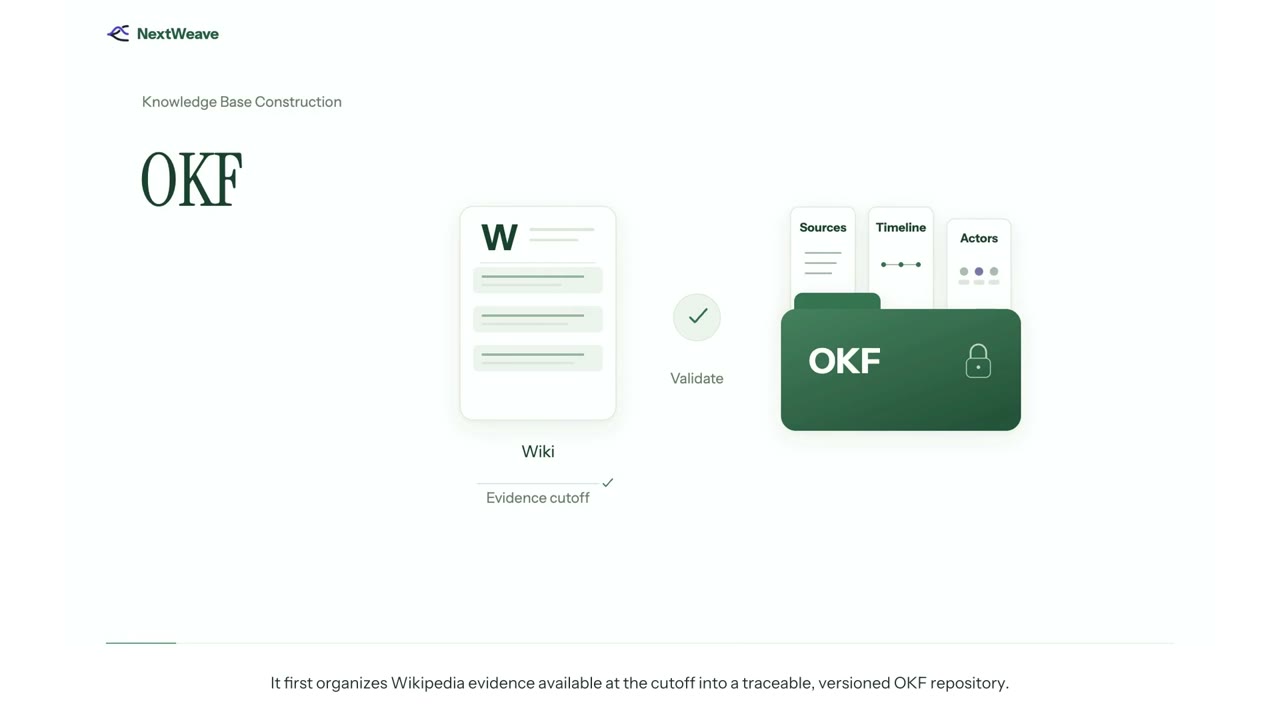 NextWeave
Knowledge Base Construction
OKF
W
Wiki
Evidence cutoff
Validate
Sources
Timeline
Actors
OKF
It first organizes Wikipedia evidence available at the cutoff into a traceable, versioned OKF repository.